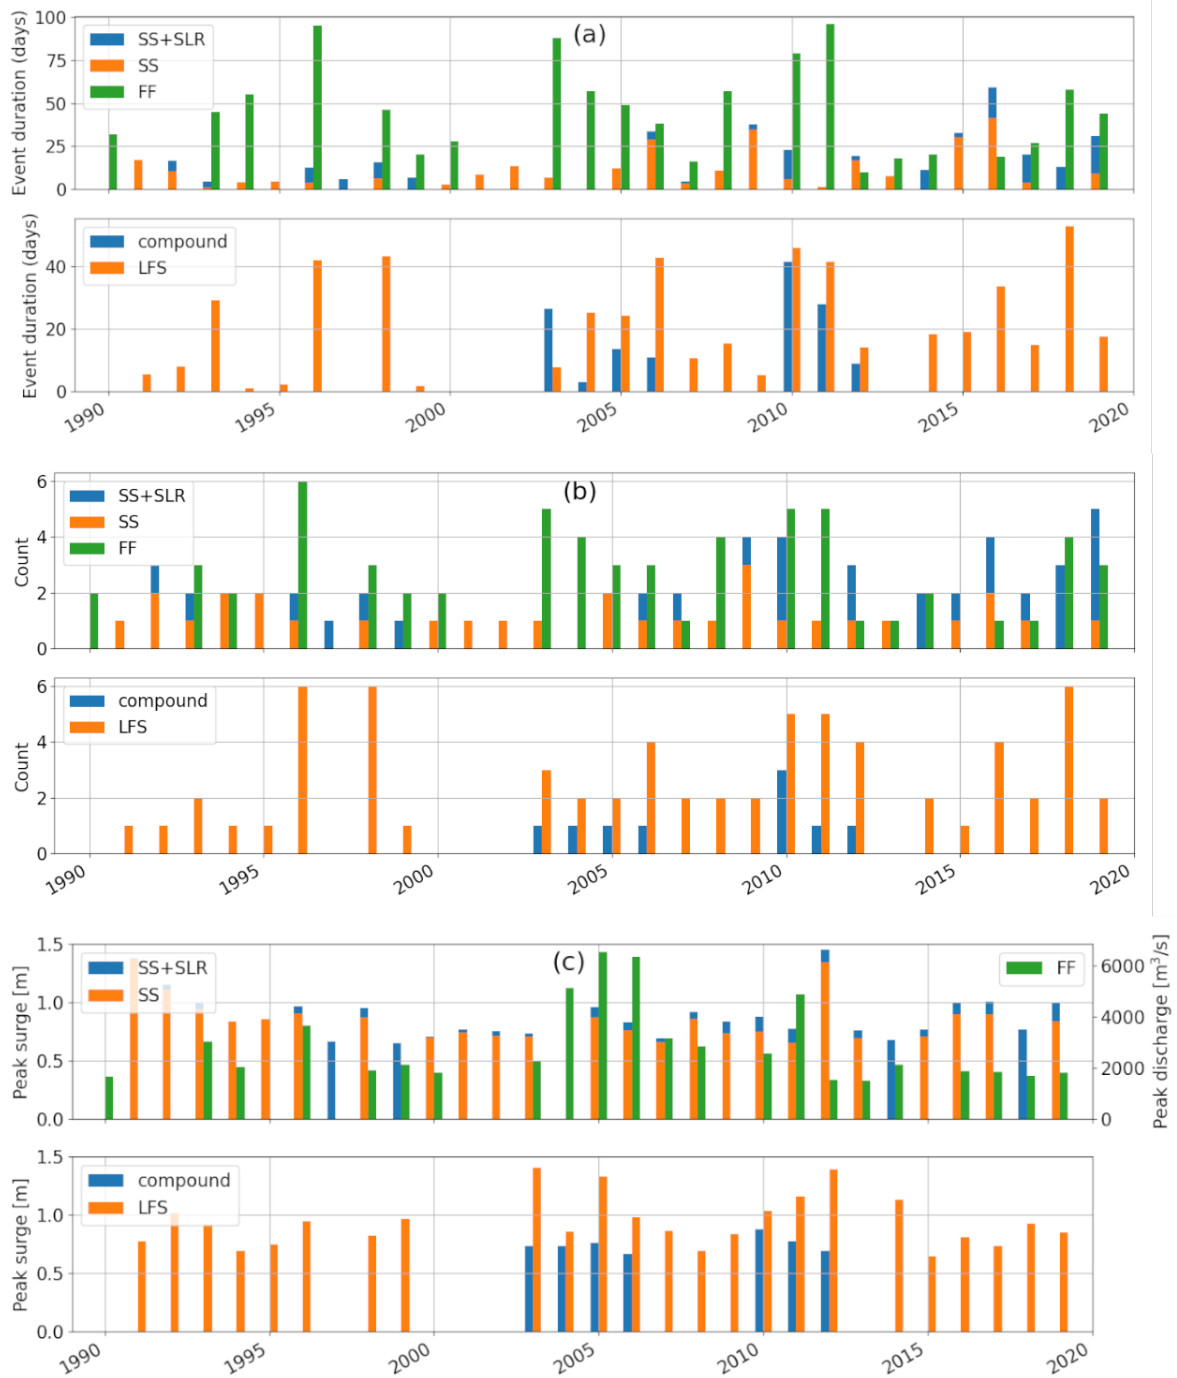 (a)
Event duration (days)
100
75
50
25
0
SS+SLR
SS
FF
Event duration (days)
40
20
0
compound
LFS
1990
1995
2000
2005
2010
2015
2020
(b)
Count
6
4
2
0
SS+SLR
SS
FF
Count
6
4
2
0
compound
LFS
1990
1995
2000
2005
2010
2015
2020
(c)
Peak surge [m]
1.5
1.0
0.5
0.0
SS+SLR
SS
FF
6000
4000
2000
0
Peak discharge [m³/s]
Peak surge [m]
1.5
1.0
0.5
0.0
compound
LFS
1990
1995
2000
2005
2010
2015
2020